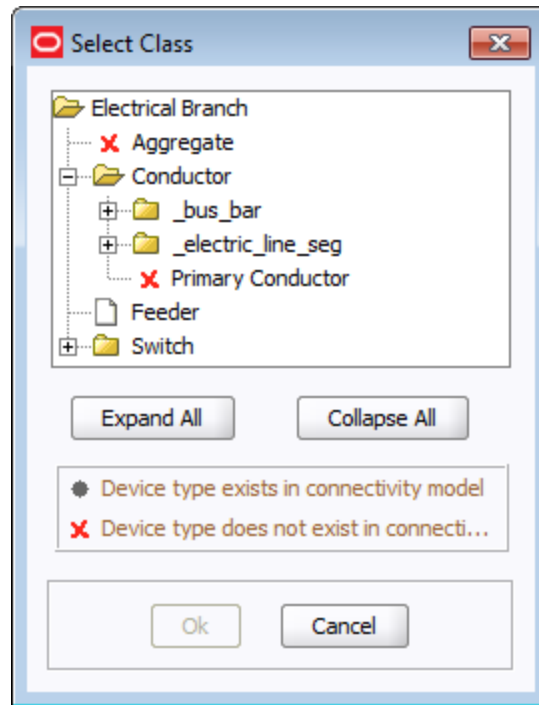 Select Class
Electrical Branch
Aggregate
Conductor
_bus_bar
_electric_line_seg
Primary Conductor
Feeder
Switch
Expand All
Collapse All
Device type exists in connectivity model
Device type does not exist in connecti...
Ok
Cancel